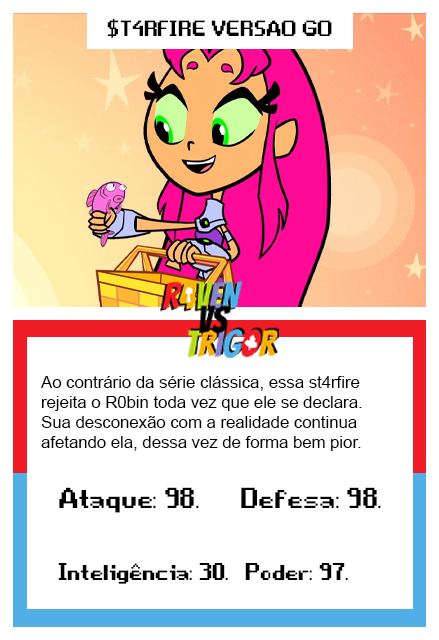 $T4RFIRE VERSAO GO
R4VEN
VS
TRIGOR
Ao contrário da série clássica, essa st4rfire
rejeita o R0bin toda vez que ele se declara.
Sua desconexão com a realidade continua
afetando ela, dessa vez de forma bem pior.
Ataque: 98. Defesa: 98.
Inteligência: 30. Poder: 97.